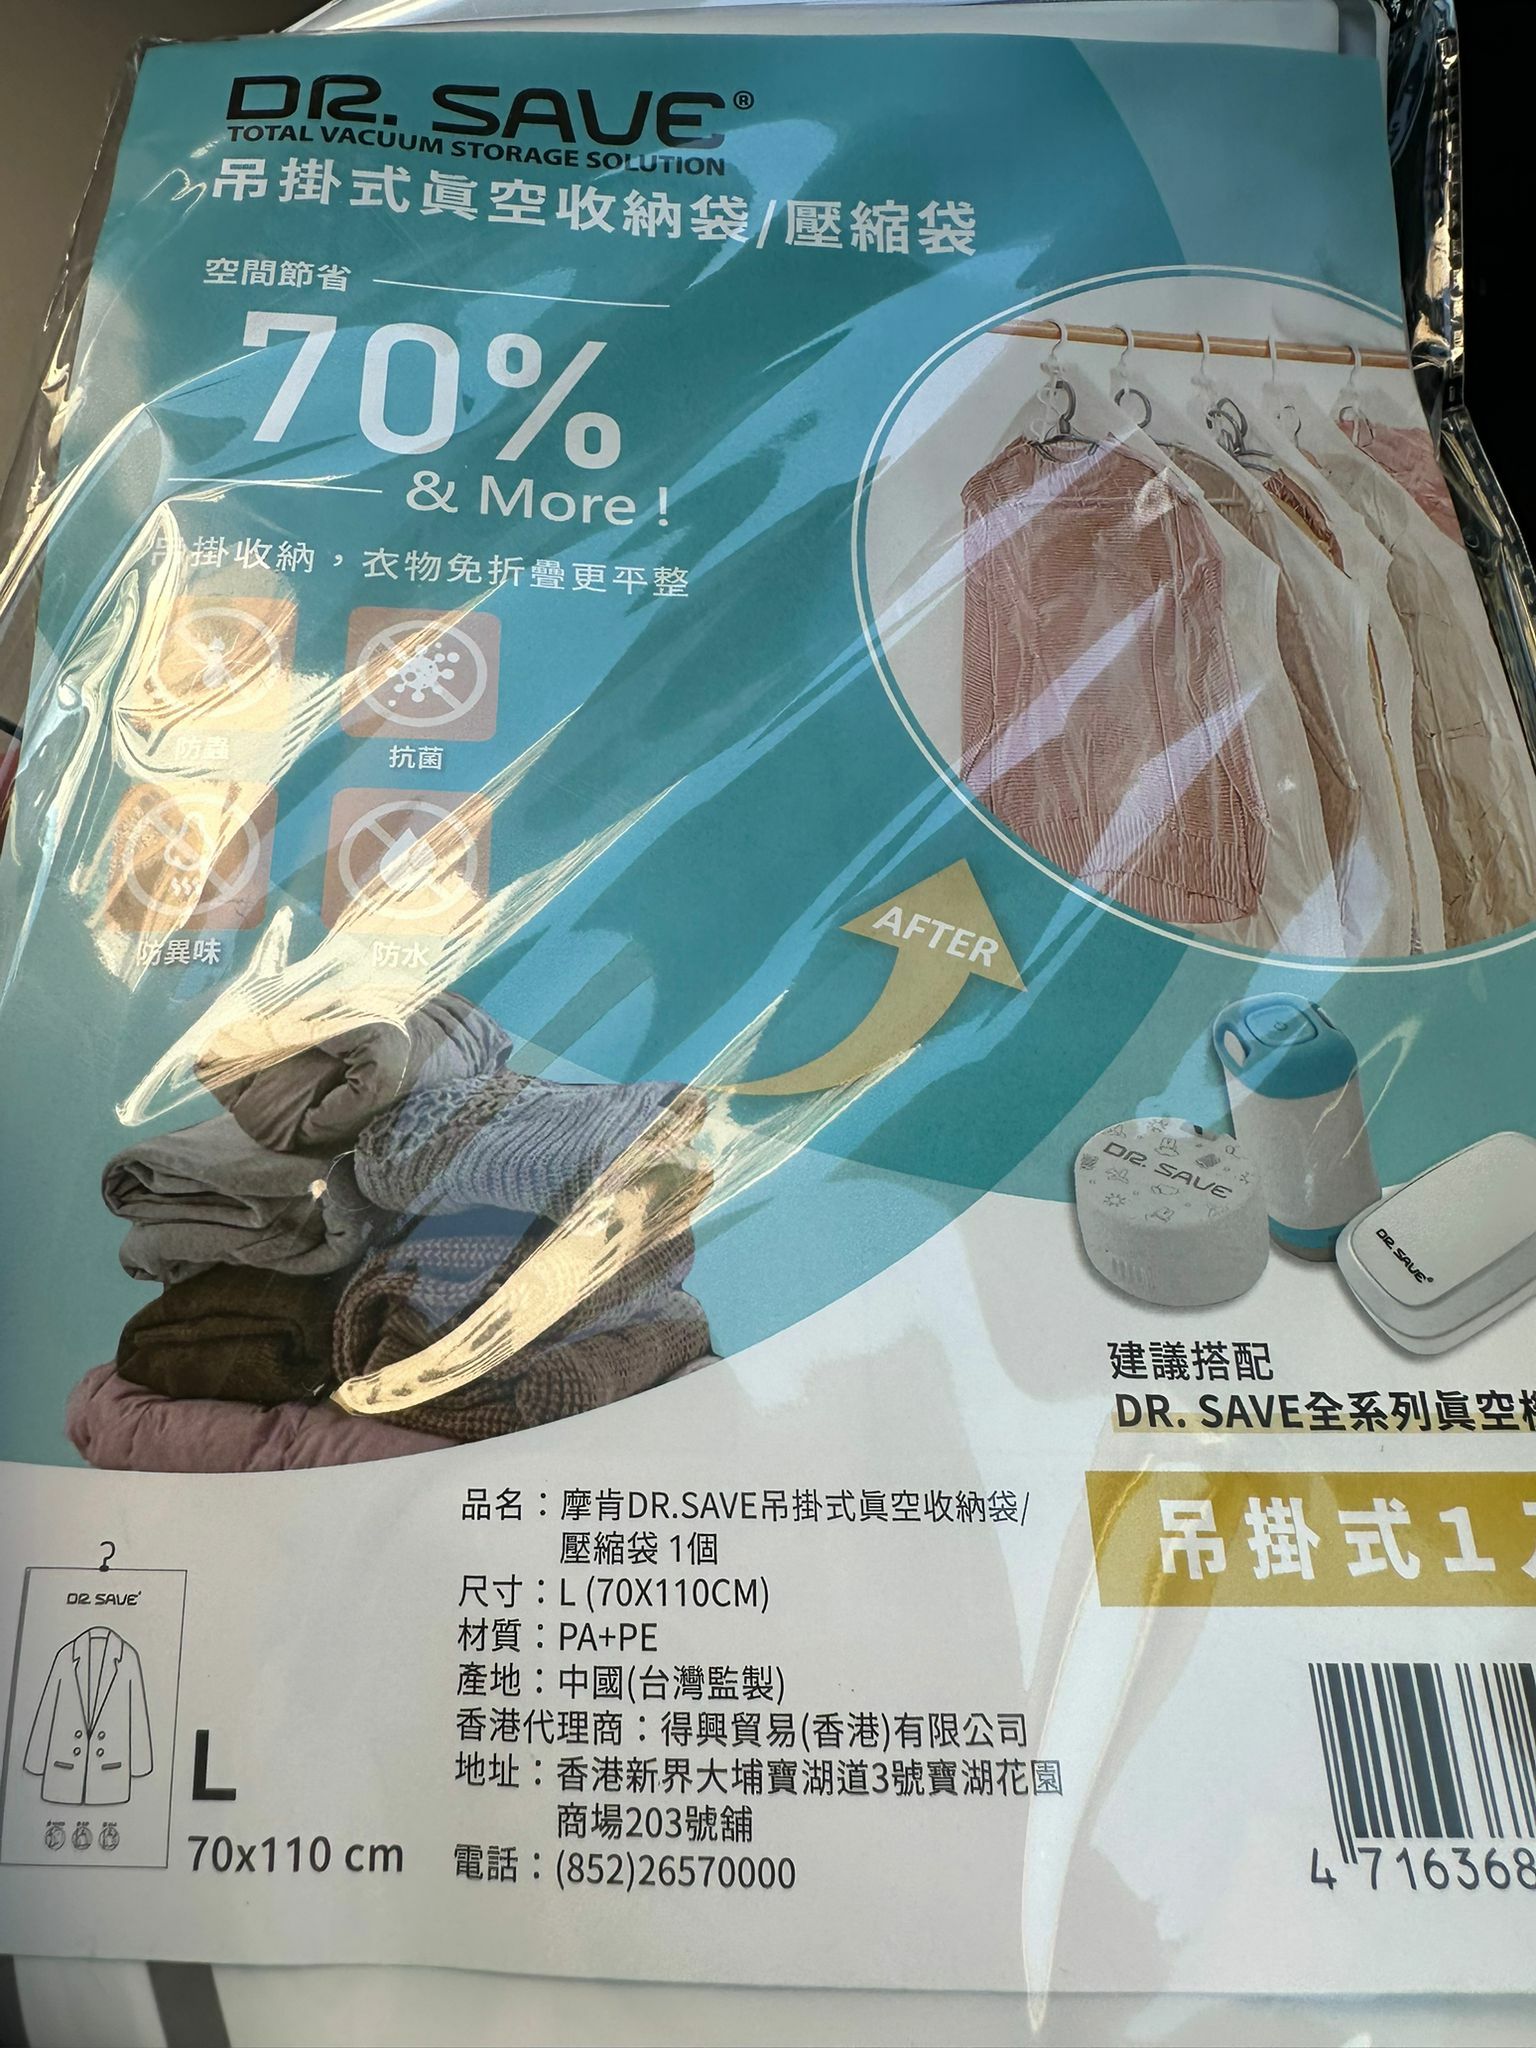 DR. SAVE®
TOTAL VACUUM STORAGE SOLUTION
吊掛式真空收納袋/壓縮袋
空間節省
70%
& More !
吊掛收納，衣物免折疊更平整
防蟲
抗菌
防異味
防水
AFTER
DR. SAVE
DR. SAVE®
建議搭配
DR. SAVE全系列真空
吊掛式1
品名：摩肯DR.SAVE吊掛式真空收納袋/
壓縮袋 1個
尺寸：L (70X110CM)
材質：PA+PE
產地：中國(台灣監製)
香港代理商：得興貿易(香港)有限公司
地址：香港新界大埔寶湖道3號寶湖花園
商場203號舖
電話：(852)26570000
DR. SAVE
L
70x110 cm
4 716368